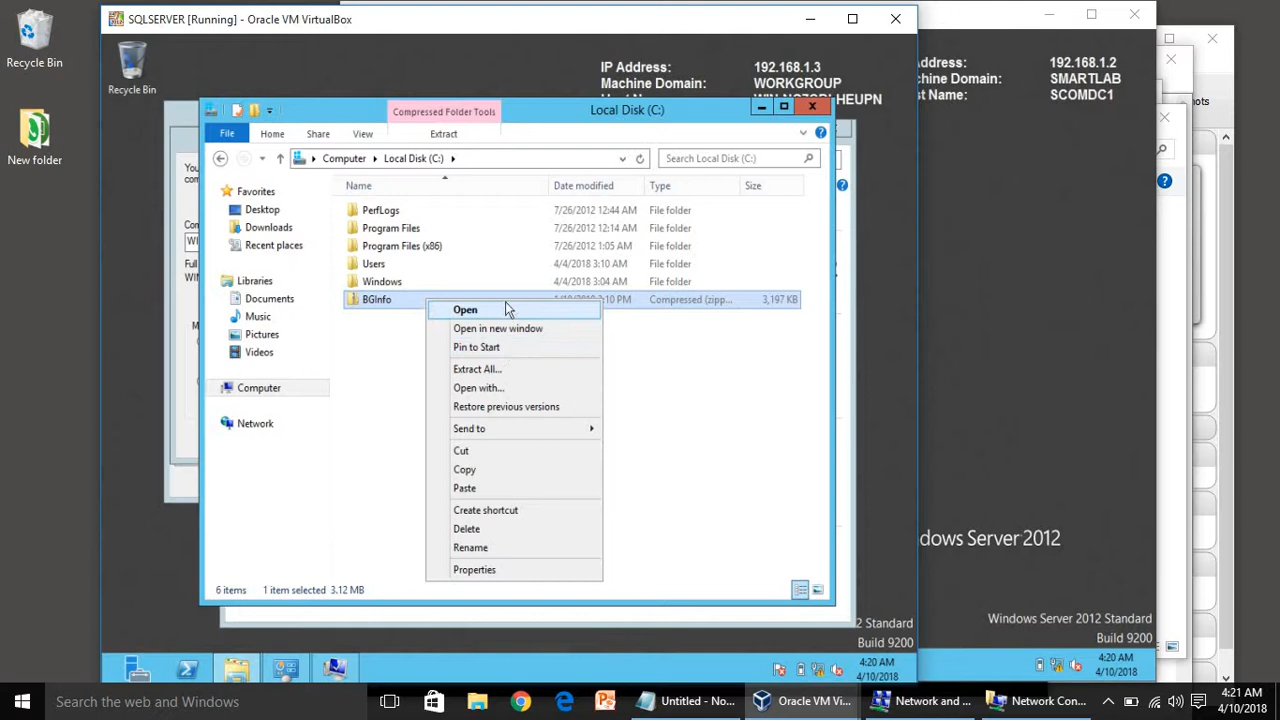 SQLSERVER [Running] - Oracle VM VirtualBox
Recycle Bin
New folder
Recycle Bin
IP Address: 192.168.1.3
Machine Domain: WORKGROUP
ddress: 192.168.1.2
chine Domain: SMARTLAB
st Name: SCOMDC1
Compressed Folder Tools
Local Disk (C:)
File Home Share View Extract
Computer Local Disk (C:)
Search Local Disk (C:)
Name Date modified Type Size
Favorites
Desktop
Downloads
Recent places
Libraries
Documents
Music
Pictures
Videos
Computer
Network
PerfLogs 7/26/2012 12:44 AM File folder
Program Files 7/26/2012 12:14 AM File folder
Program Files (x86) 7/26/2012 1:05 AM File folder
Users 4/4/2018 3:10 AM File folder
Windows 4/4/2018 3:04 AM File folder
BGInfo Compressed (zipp... 3,197 KB
Open
Open in new window
Pin to Start
Extract All...
Open with...
Restore previous versions
Send to
Cut
Copy
Paste
Create shortcut
Delete
Rename
Properties
6 items 1 item selected 3.12 MB
2 Standard
Build 9200
4:20 AM
4/10/2018
dows Server 2012
Windows Server 2012 Standard
Build 9200
4:20 AM
4/10/2018
Search the web and Windows
Untitled - No...
Oracle VM Vi...
Network and ...
Network Con...
4:21 AM
4/10/2018